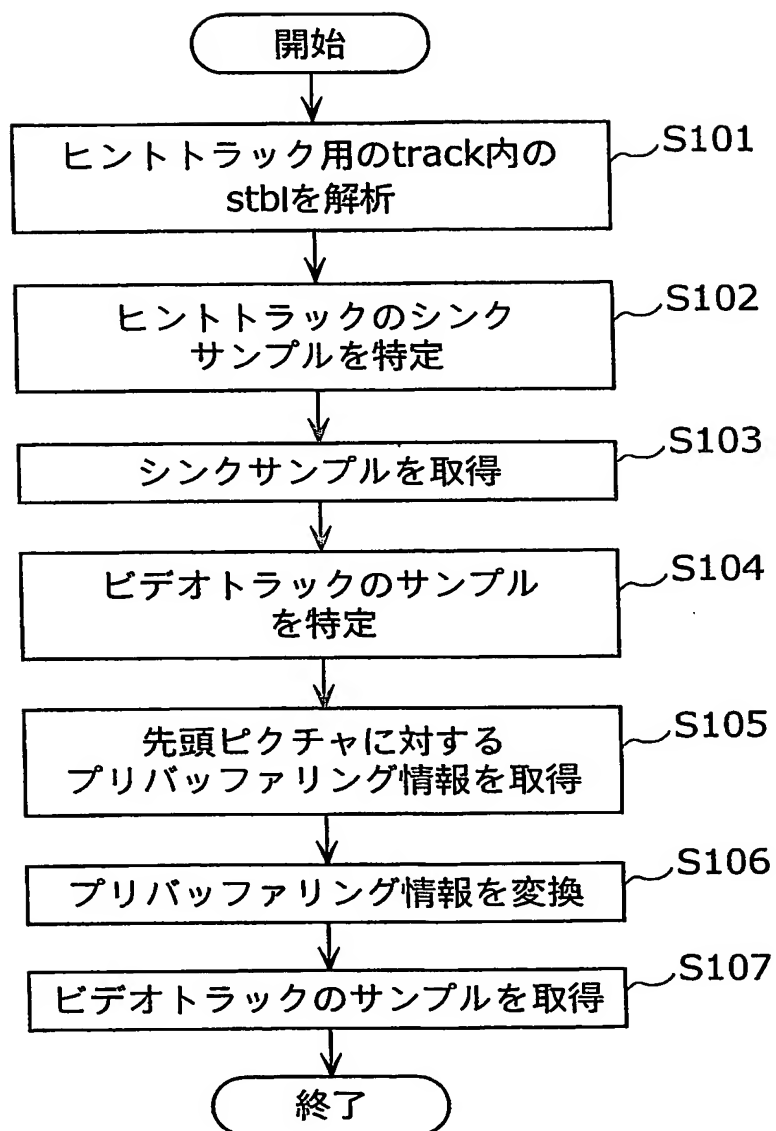 開始
ヒントトラック用のtrack内の
stblを解析
S101
ヒントトラックのシンク
サンプルを特定
S102
シンクサンプルを取得
S103
ビデオトラックのサンプル
を特定
S104
先頭ピクチャに対する
プリバッファリング情報を取得
S105
プリバッファリング情報を変換
S106
ビデオトラックのサンプルを取得
S107
終了